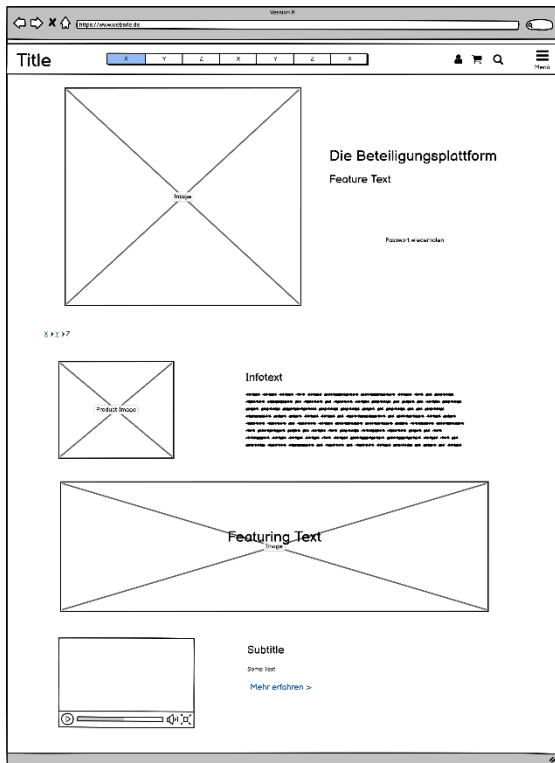 Version 8
https://www.website.de
Title
X Y Z X Y Z X
Menü
Image
Die Beteiligungsplattform
Feature Text
Passwort wiederholen
X > Y > Z
Product Image
Infotext
Featuring Text
Image
Subtitle
Some Text
Mehr erfahren >